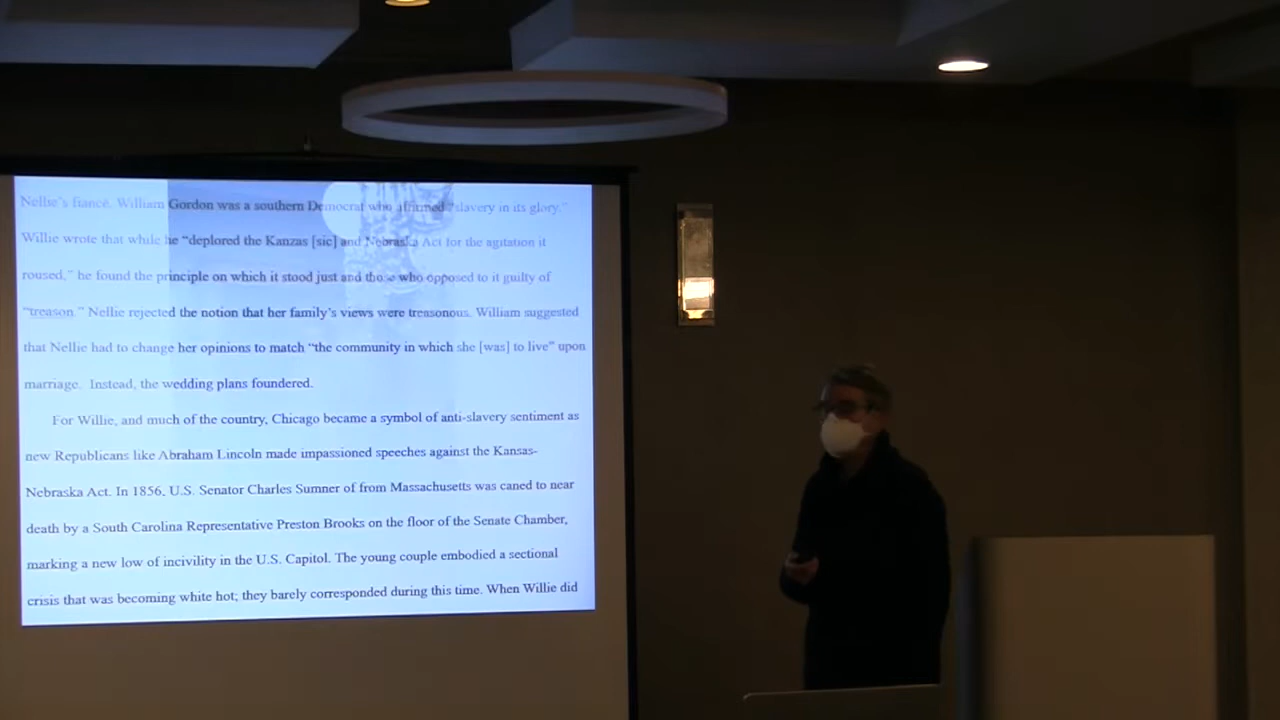 Nellie's fiancé, William Gordon was a southern Democrat who affirmed "slavery in its glory."
Willie wrote that while he "deplored the Kanzas [sic] and Nebraska Act for the agitation it
roused," he found the principle on which it stood just and those who opposed to it guilty of
"treason." Nellie rejected the notion that her family's views were treasonous. William suggested
that Nellie had to change her opinions to match "the community in which she [was] to live" upon
marriage. Instead, the wedding plans foundered.
For Willie, and much of the country, Chicago became a symbol of anti-slavery sentiment as
new Republicans like Abraham Lincoln made impassioned speeches against the Kansas-
Nebraska Act. In 1856, U.S. Senator Charles Sumner of from Massachusetts was caned to near
death by a South Carolina Representative Preston Brooks on the floor of the Senate Chamber,
marking a new low of incivility in the U.S. Capitol. The young couple embodied a sectional
crisis that was becoming white hot; they barely corresponded during this time. When Willie did